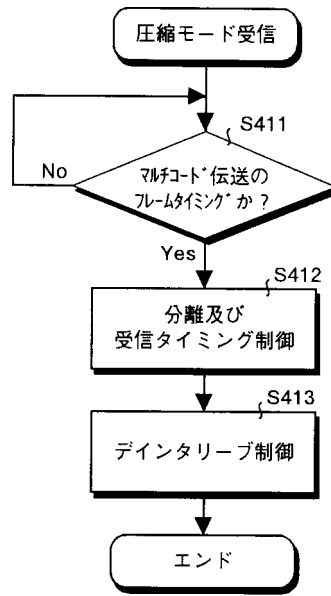 圧縮モード受信
S411
No
マルチコード伝送の
フレームタイミングか?
Yes
S412
分離及び
受信タイミング制御
S413
デインタリーブ制御
エンド